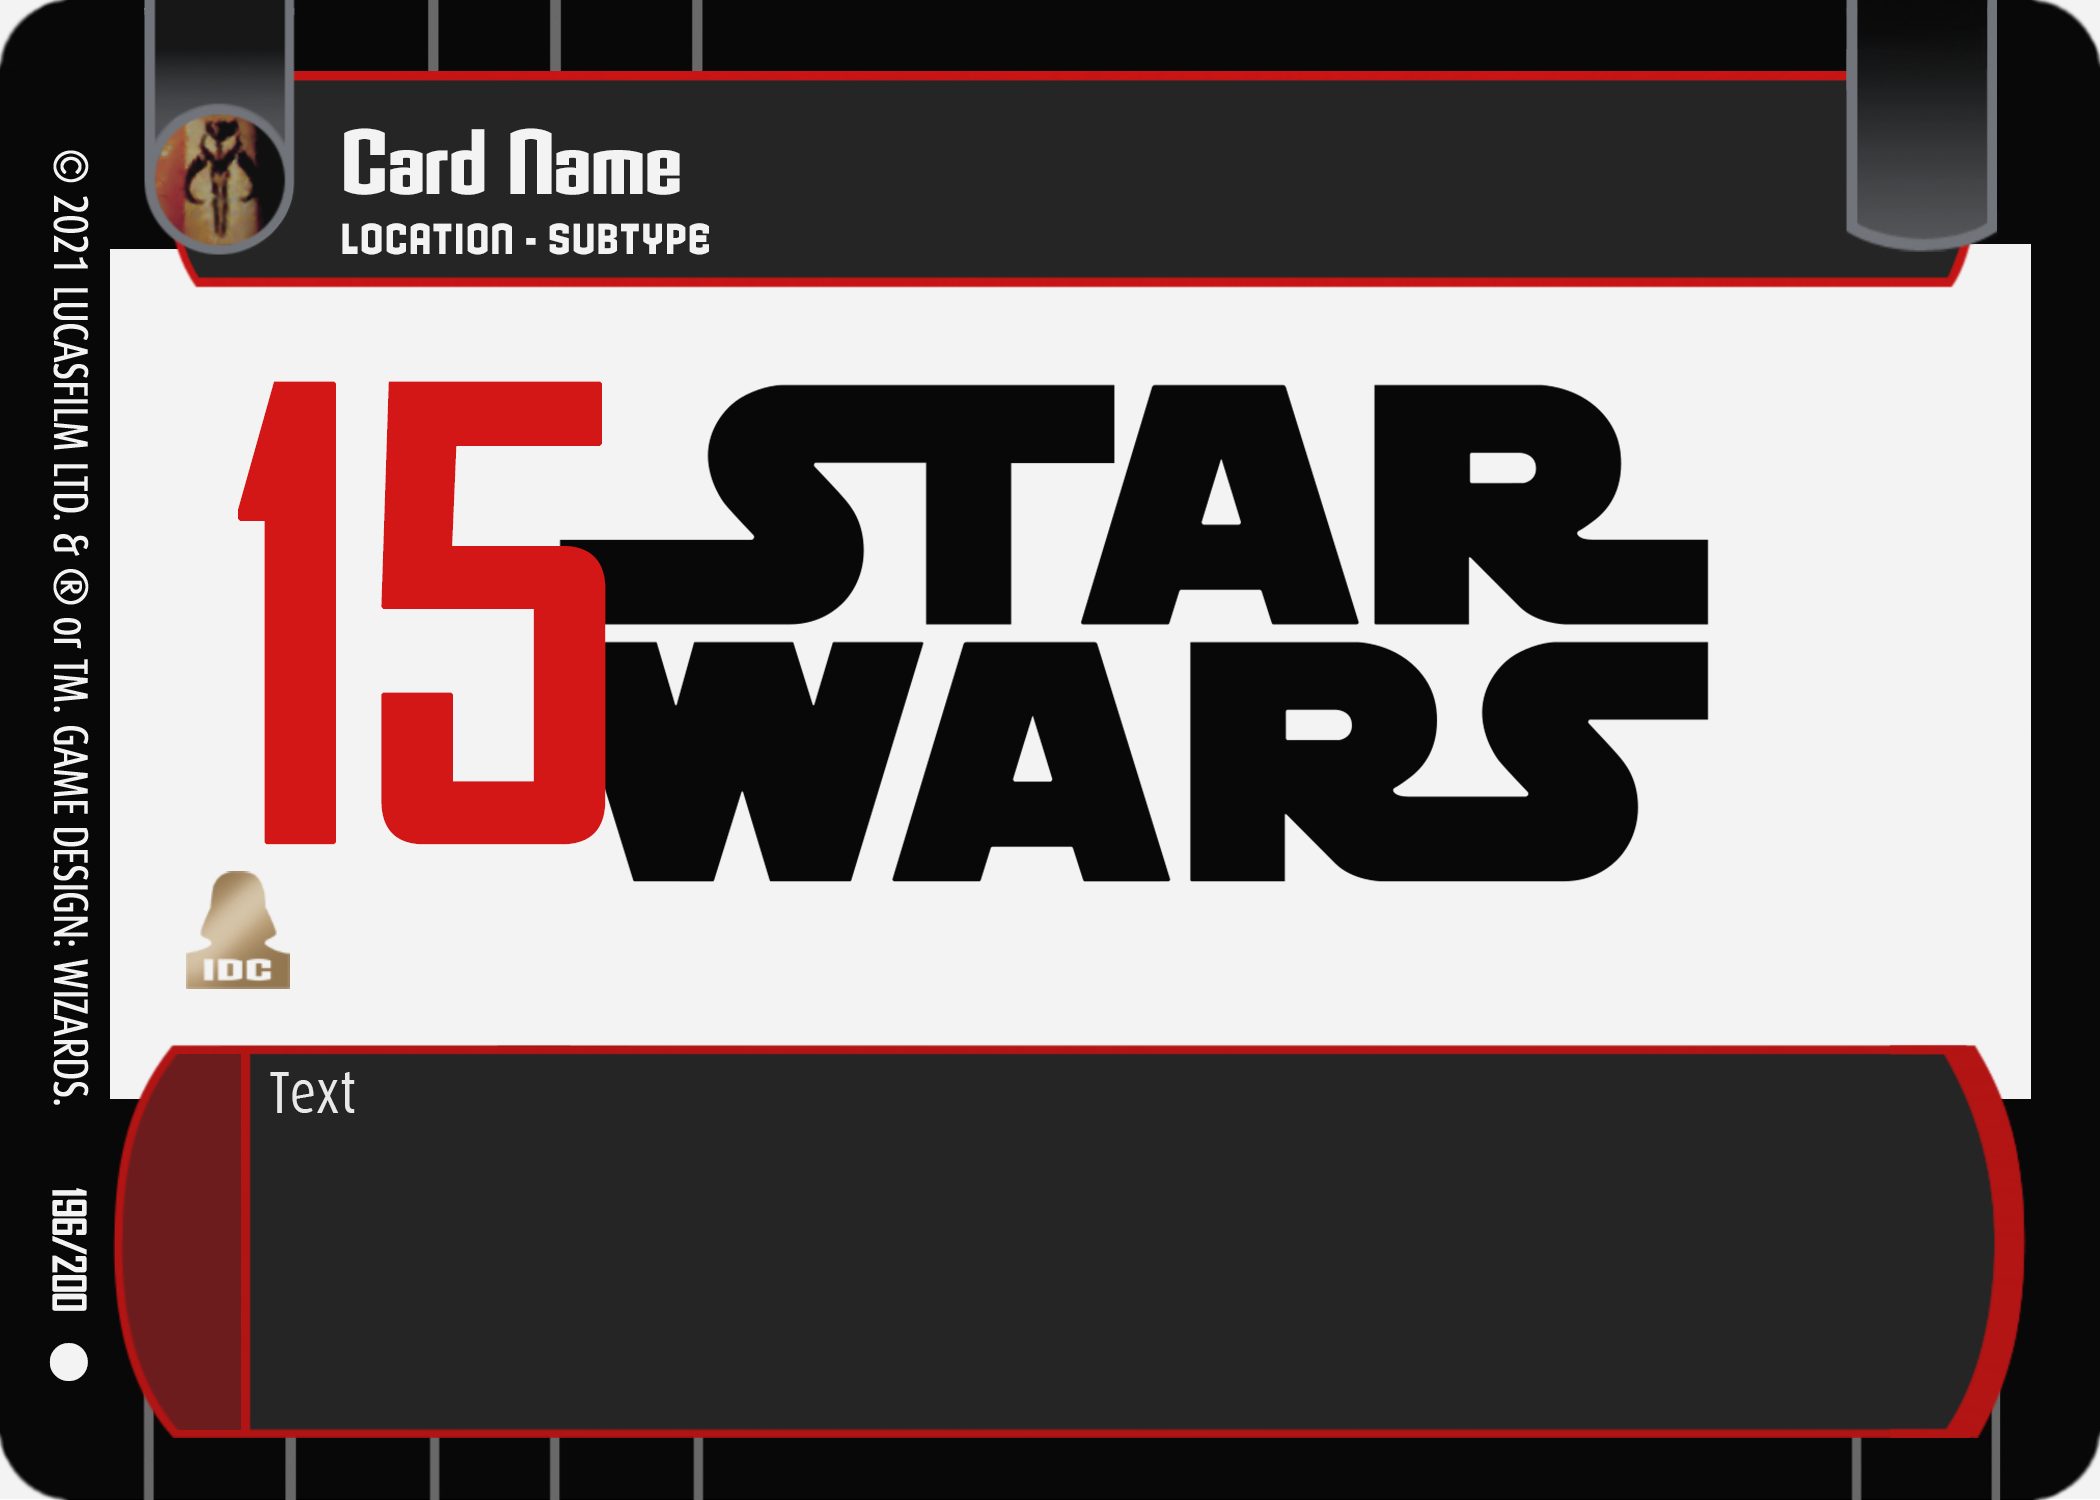 Card Name
LOCATION - SUBTYPE
15
STAR
WARS
IDC
Text
© 2021 LUCASFILM LTD. & ® or TM. GAME DESIGN: WIZARDS.
196/200